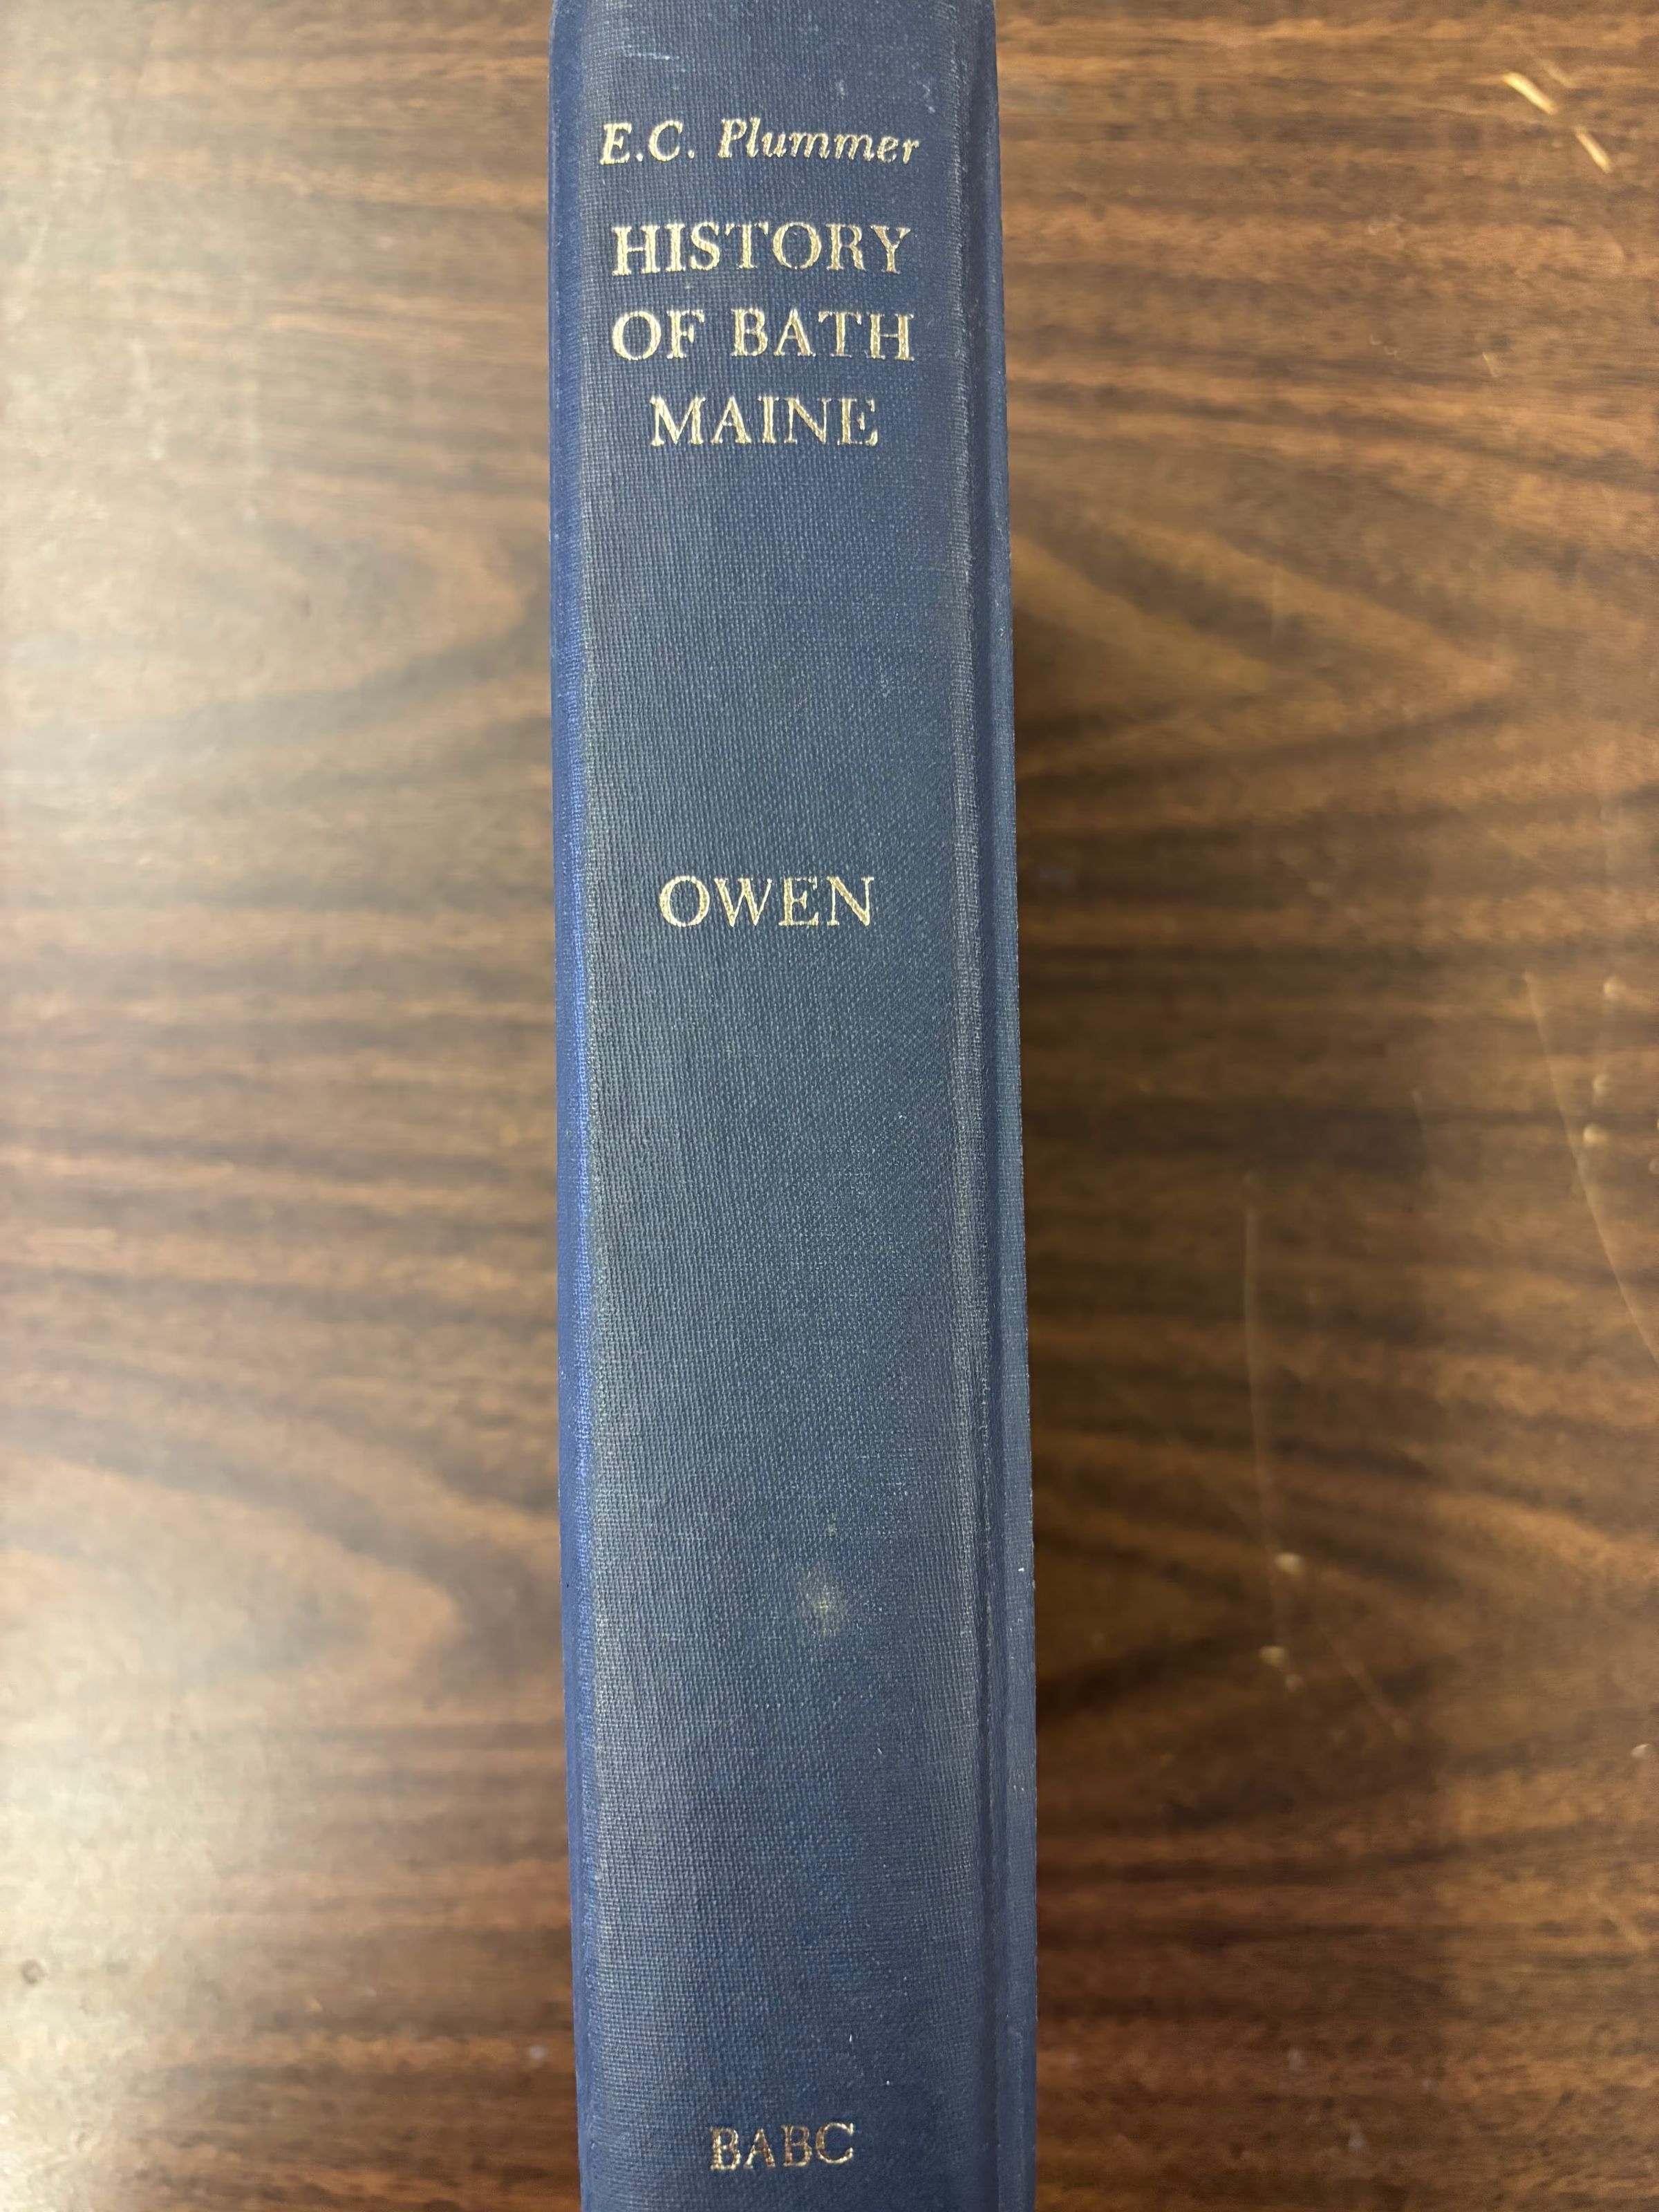 E.C. Plummer
HISTORY
OF BATH
MAINE
OWEN
BABC